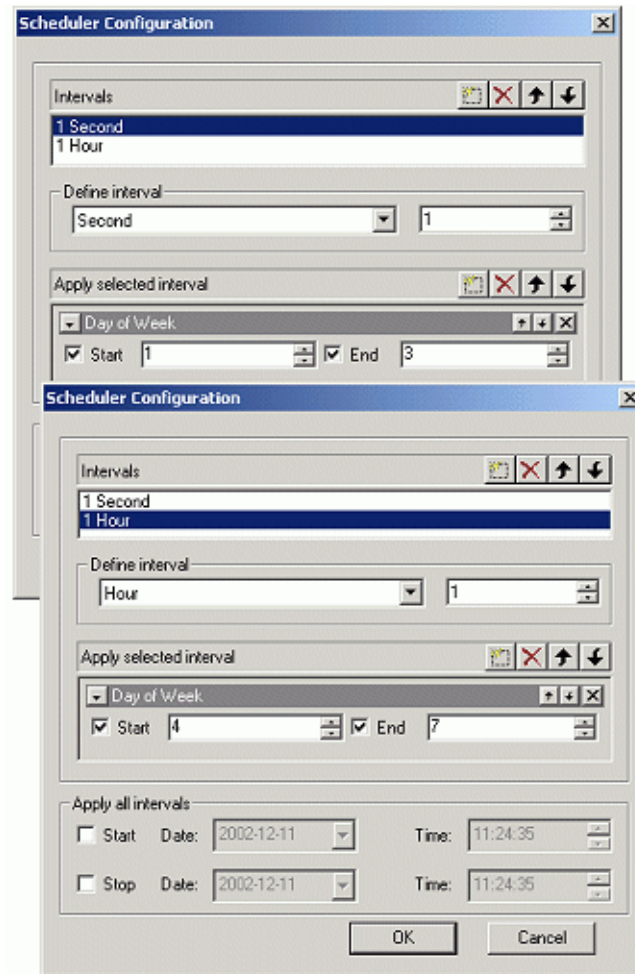 Scheduler Configuration
Intervals
1 Second
1 Hour
Define interval
Second 1
Apply selected interval
Day of Week
Start 1 End 3
Scheduler Configuration
Intervals
1 Second
1 Hour
Define interval
Hour 1
Apply selected interval
Day of Week
Start 4 End 7
Apply all intervals
Start Date: 2002-12-11 Time: 11:24:35
Stop Date: 2002-12-11 Time: 11:24:35
OK Cancel